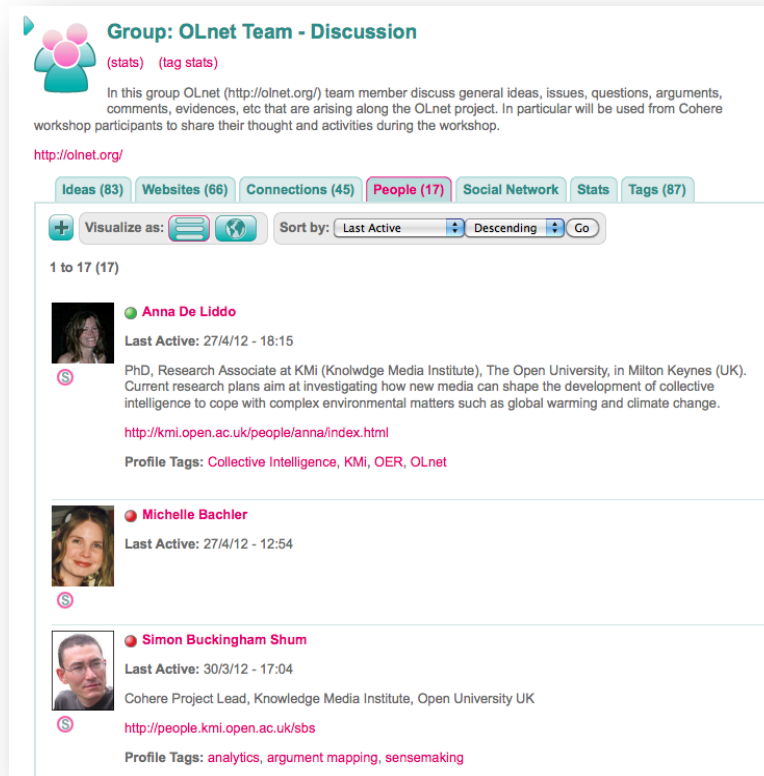 Group: OLnet Team - Discussion
(stats) (tag stats)
In this group OLnet (http://olnet.org/) team member discuss general ideas, issues, questions, arguments,
comments, evidences, etc that are arising along the OLnet project. In particular will be used from Cohere
workshop participants to share their thought and activities during the workshop.
http://olnet.org/
Ideas (83) Websites (66) Connections (45) People (17) Social Network Stats Tags (87)
Visualize as: Sort by: Last Active Descending Go
1 to 17 (17)
Anna De Liddo
Last Active: 27/4/12 - 18:15
PhD, Research Associate at KMi (Knolwdge Media Institute), The Open University, in Milton Keynes (UK).
Current research plans aim at investigating how new media can shape the development of collective
intelligence to cope with complex environmental matters such as global warming and climate change.
http://kmi.open.ac.uk/people/anna/index.html
Profile Tags: Collective Intelligence, KMi, OER, OLnet
S
Michelle Bachler
Last Active: 27/4/12 - 12:54
S
Simon Buckingham Shum
Last Active: 30/3/12 - 17:04
Cohere Project Lead, Knowledge Media Institute, Open University UK
S
http://people.kmi.open.ac.uk/sbs
Profile Tags: analytics, argument mapping, sensemaking